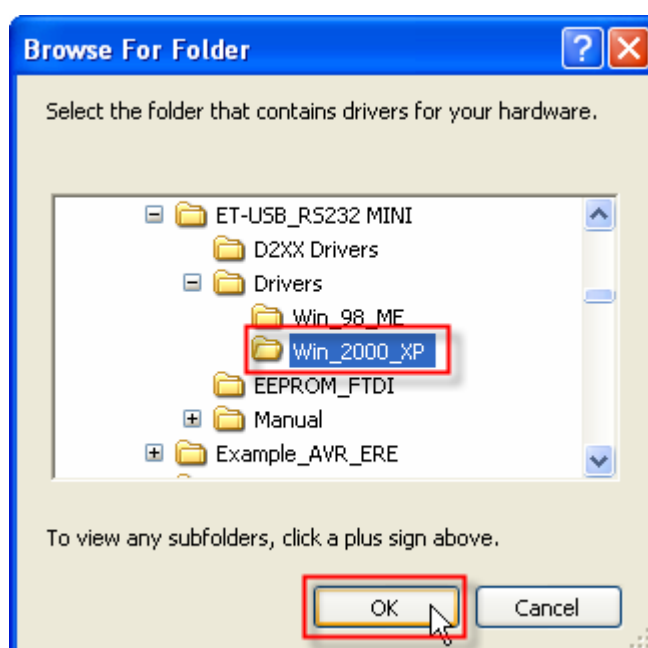 Browse For Folder
Select the folder that contains drivers for your hardware.
ET-USB_RS232 MINI
D2XX Drivers
Drivers
Win_98_ME
Win_2000_XP
EEPROM_FTDI
Manual
Example_AVR_ERE
To view any subfolders, click a plus sign above.
OK
Cancel